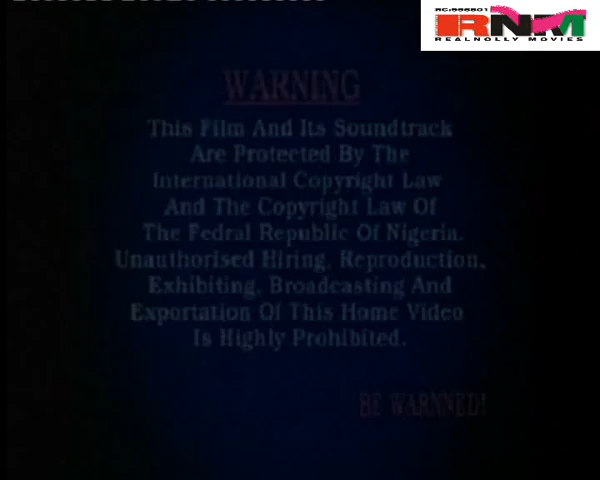 RC:555801
RNM
REALNOLLY MOVIES
WARNING
This Film And Its Soundtrack
Are Protected By The
International Copyright Law
And The Copyright Law Of
The Fedral Republic Of Nigeria.
Unauthorised Hiring, Reproduction,
Exhibiting, Broadcasting And
Exportation Of This Home Video
Is Highly Prohibited.
BE WARNNED!